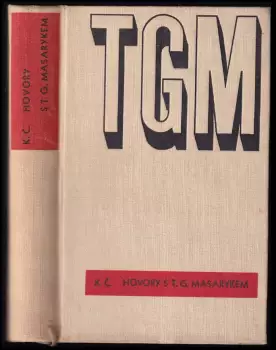 K. Č. HOVORY
S T. G. MASARYKEM
TGM
K. Č. HOVORY S T. G. MASARYKEM